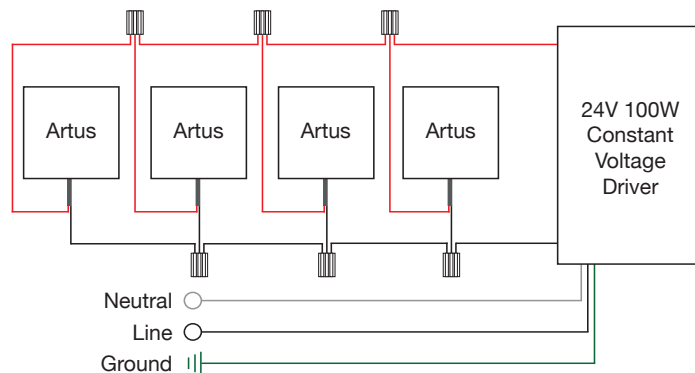 Artus
Artus
Artus
Artus
24V 100W
Constant
Voltage
Driver
Neutral
Line
Ground